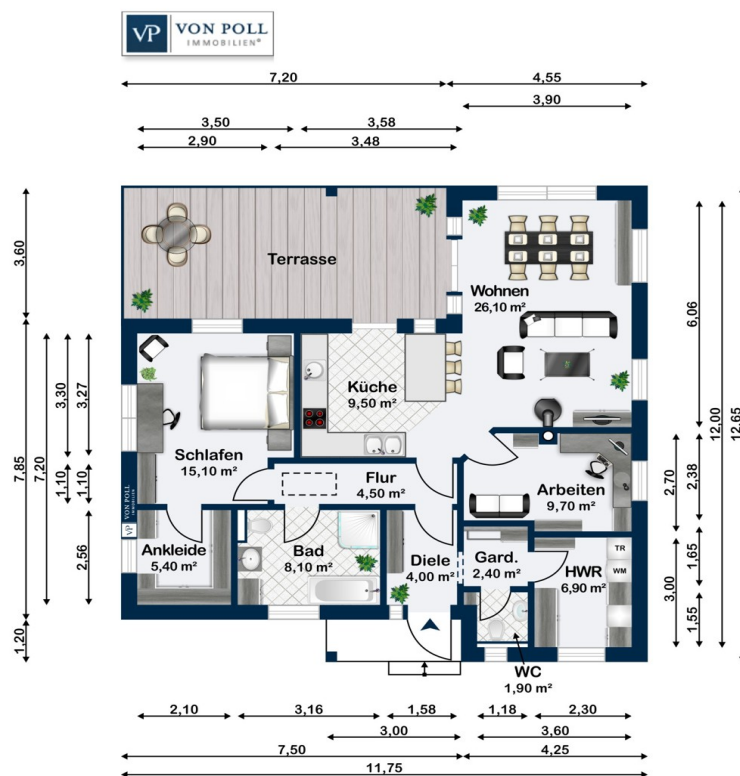 VP VON POLL
IMMOBILIEN®
7,20 4,55
3,90
3,50 3,58
2,90 3,48
3,60
7,85
1,20
7,20
3,30
1,10
3,27
1,10
2,56
Terrasse
Wohnen
26,10 m²
Küche
9,50 m²
Schlafen
15,10 m²
Flur
4,50 m²
Arbeiten
9,70 m²
Ankleide
5,40 m²
Bad
8,10 m²
Diele
4,00 m²
Gard.
2,40 m²
HWR
6,90 m²
TR
WM
WC
1,90 m²
VON POLL
IMMOBILIEN
VP
6,06
2,70
2,38
3,00
1,65
1,55
12,00
12,65
2,10 3,16 1,58 1,18 2,30
3,00 3,60
7,50 4,25
11,75